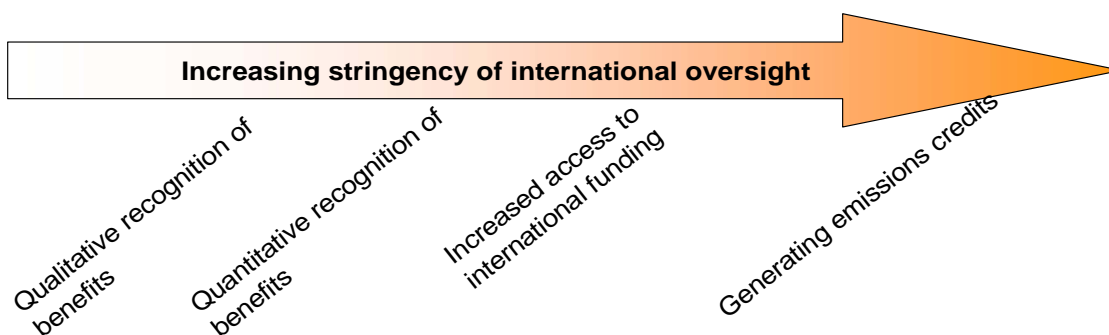 Increasing stringency of international oversight
Qualitative recognition of
benefits
Quantitative recognition of
benefits
Increased access to
international funding
Generating emissions credits